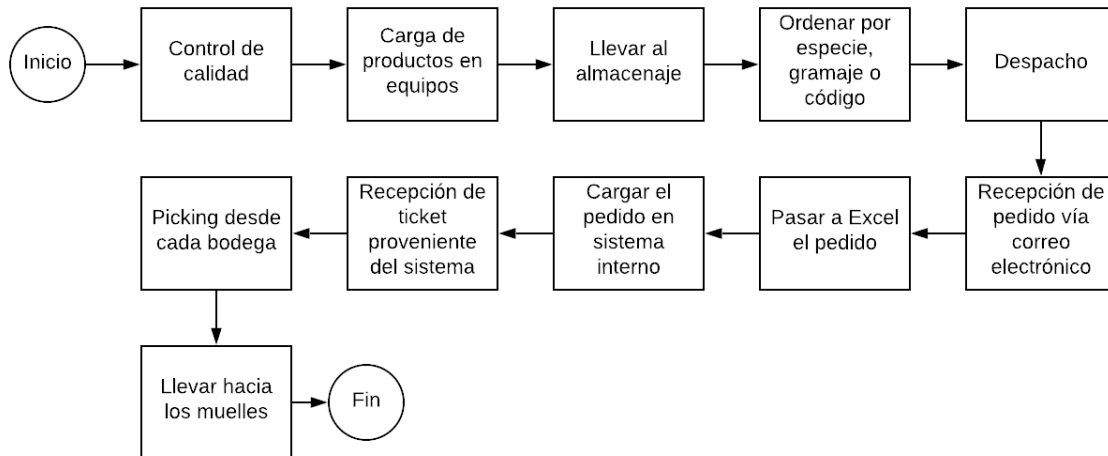 Inicio
Control de
calidad
Carga de
productos en
equipos
Llevar al
almacenaje
Ordenar por
especie,
gramaje o
código
Despacho
Recepción de
pedido vía
correo
electrónico
Pasar a Excel
el pedido
Cargar el
pedido en
sistema
interno
Recepción de
ticket
proveniente
del sistema
Picking desde
cada bodega
Llevar hacia
los muelles
Fin